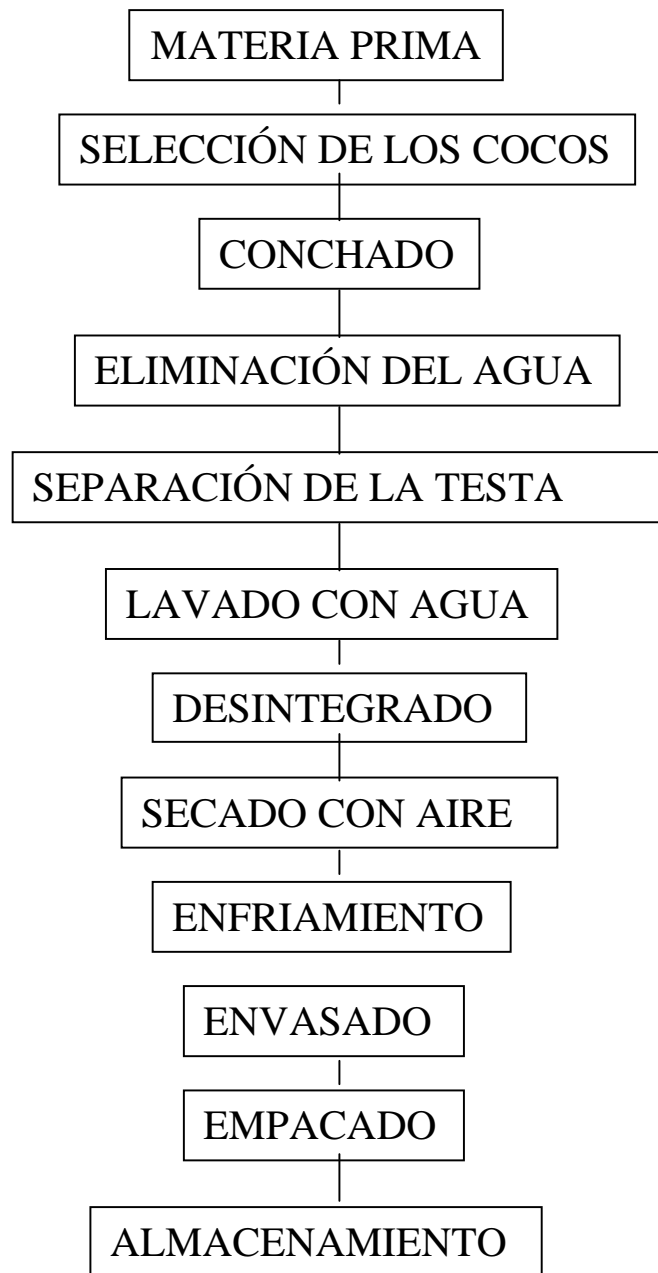 MATERIA PRIMA
SELECCIÓN DE LOS COCOS
CONCHADO
ELIMINACIÓN DEL AGUA
SEPARACIÓN DE LA TESTA
LAVADO CON AGUA
DESINTEGRADO
SECADO CON AIRE
ENFRIAMIENTO
ENVASADO
EMPACADO
ALMACENAMIENTO